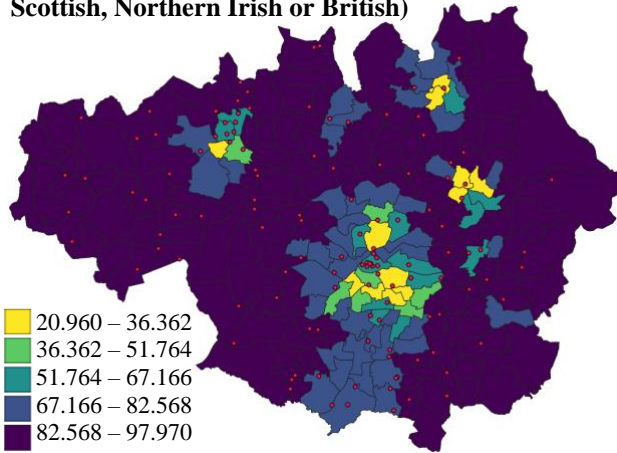 Scottish, Northern Irish or British)
20.960 – 36.362
36.362 – 51.764
51.764 – 67.166
67.166 – 82.568
82.568 – 97.970